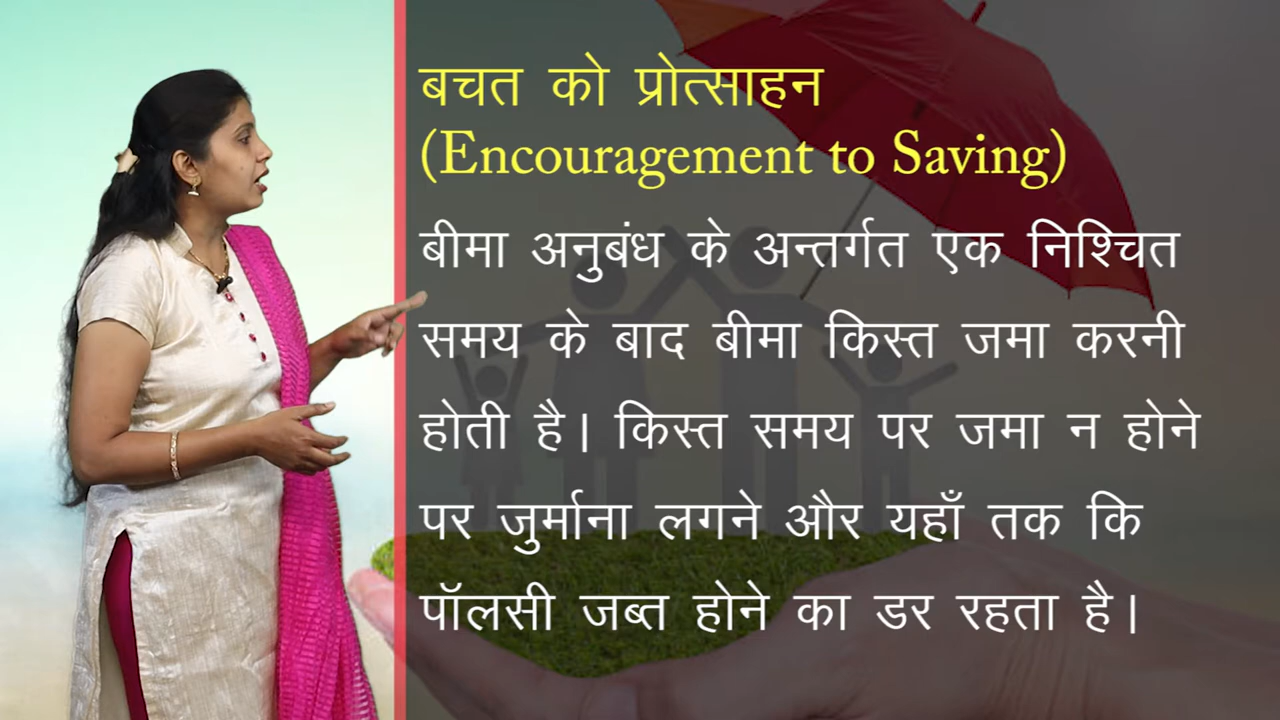 बचत को प्रोत्साहन
(Encouragement to Saving)
बीमा अनुबंध के अन्तर्गत एक निश्चित
समय के बाद बीमा किस्त जमा करनी
होती है। किस्त समय पर जमा न होने
पर जुर्माना लगने और यहाँ तक कि
पॉलसी जब्त होने का डर रहता है।